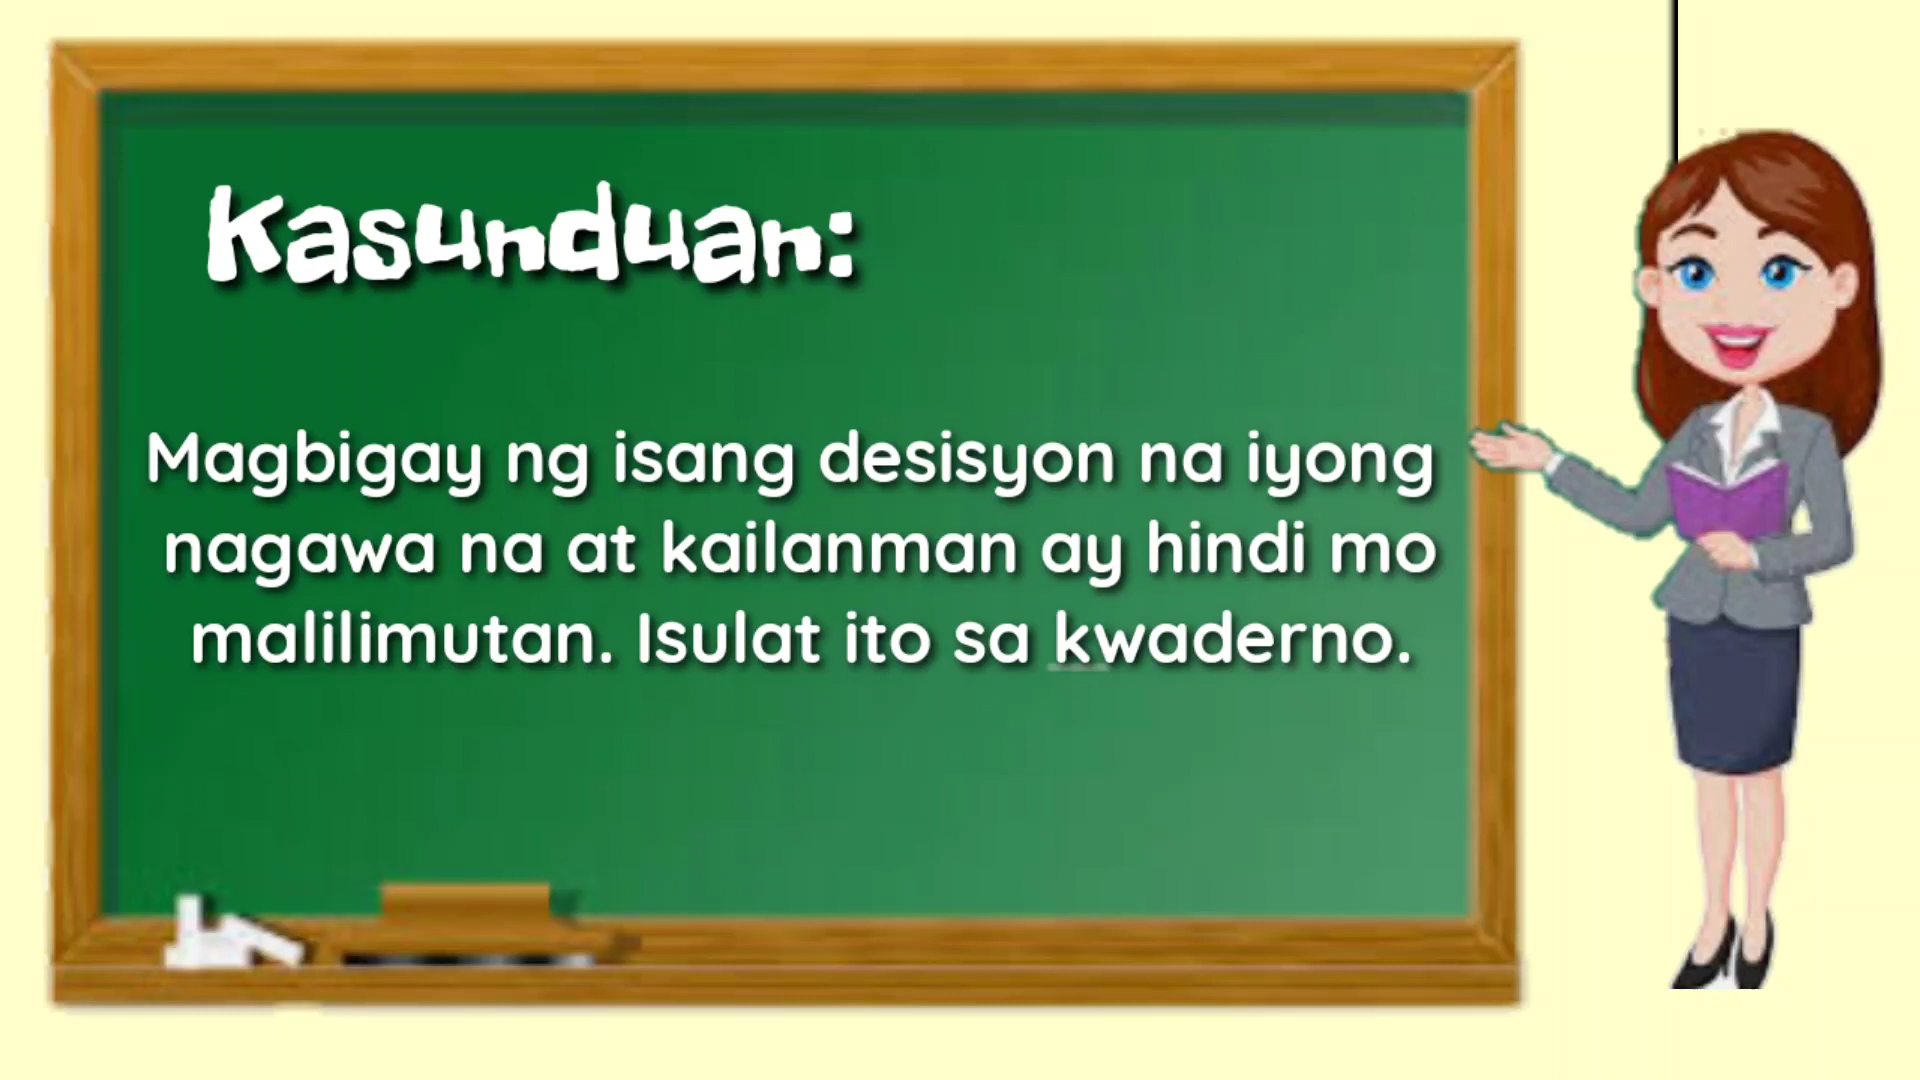 Kasunduan:
Magbigay ng isang desisyon na iyong
nagawa na at kailanman ay hindi mo
malilimutan. Isulat ito sa kwaderno.